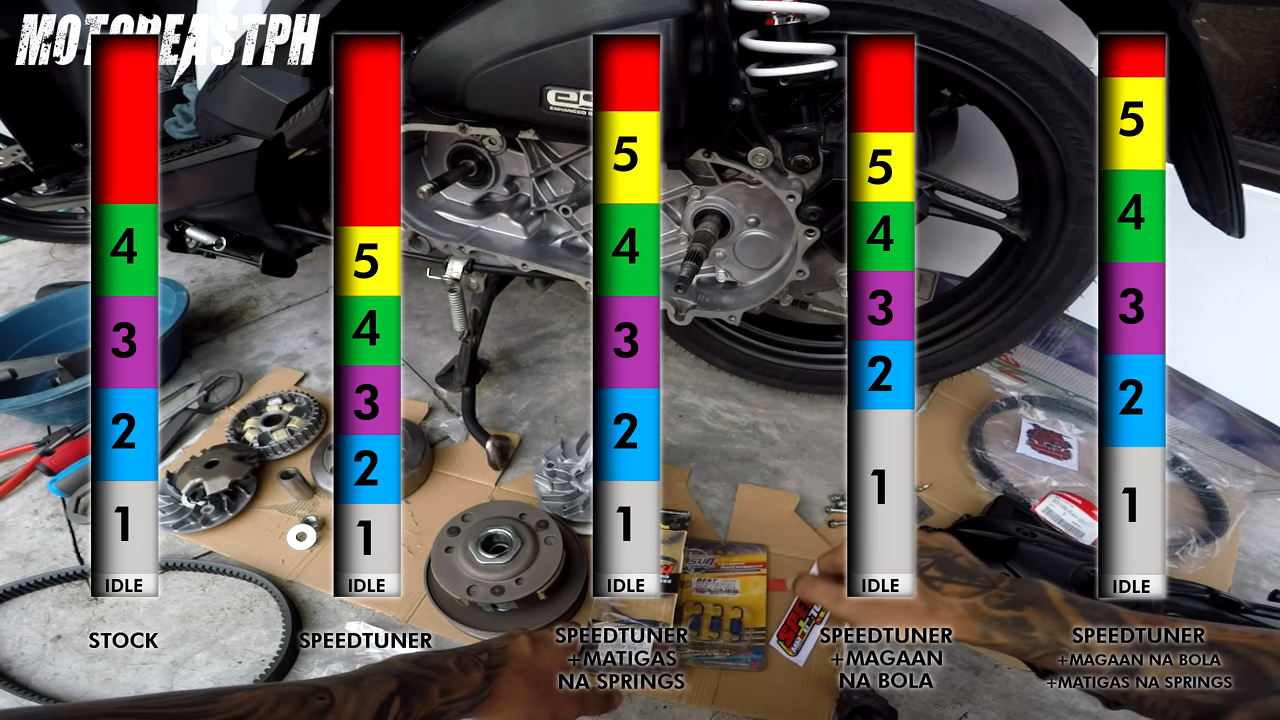 MOTOREASTPH
4
3
2
1
IDLE
STOCK
5
4
3
2
1
IDLE
SPEEDTUNER
5
4
3
2
1
IDLE
SPEEDTUNER
+MATIGAS
NA SPRINGS
5
4
3
2
1
IDLE
SPEEDTUNER
+MAGAAN
NA BOLA
5
4
3
2
1
IDLE
SPEEDTUNER
+MAGAAN NA BOLA
+MATIGAS NA SPRINGS